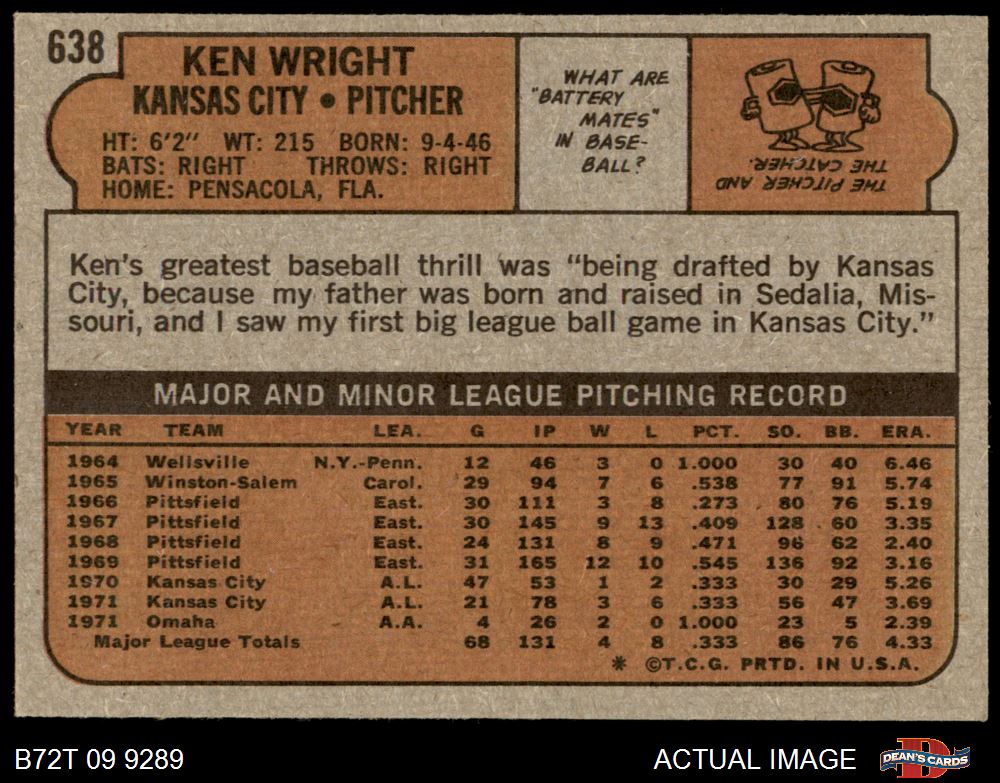 638
KEN WRIGHT
KANSAS CITY • PITCHER
HT: 6'2" WT: 215 BORN: 9-4-46
BATS: RIGHT THROWS: RIGHT
HOME: PENSACOLA, FLA.
WHAT ARE
"BATTERY
MATES"
IN BASE-
BALL?
THE PITCHER AND
THE CATCHER.
Ken's greatest baseball thrill was "being drafted by Kansas
City, because my father was born and raised in Sedalia, Mis-
souri, and I saw my first big league ball game in Kansas City."
MAJOR AND MINOR LEAGUE PITCHING RECORD
YEAR TEAM LEA. G IP W L PCT. SO. BB. ERA.
1964 Wellsville N.Y.-Penn. 12 46 3 0 1.000 30 40 6.46
1965 Winston-Salem Carol. 29 94 7 6 .538 77 91 5.74
1966 Pittsfield East. 30 111 3 8 .273 80 76 5.19
1967 Pittsfield East. 30 145 9 13 .409 128 60 3.35
1968 Pittsfield East. 24 131 8 9 .471 96 62 2.40
1969 Pittsfield East. 31 165 12 10 .545 136 92 3.16
1970 Kansas City A.L. 47 53 1 2 .333 30 29 5.26
1971 Kansas City A.L. 21 78 3 6 .333 56 47 3.69
1971 Omaha A.A. 4 26 2 0 1.000 23 5 2.39
Major League Totals 68 131 4 8 .333 86 76 4.33
* ©T.C.G. PRTD. IN U.S.A.
B72T 09 9289
ACTUAL IMAGE
DEAN'S CARDS